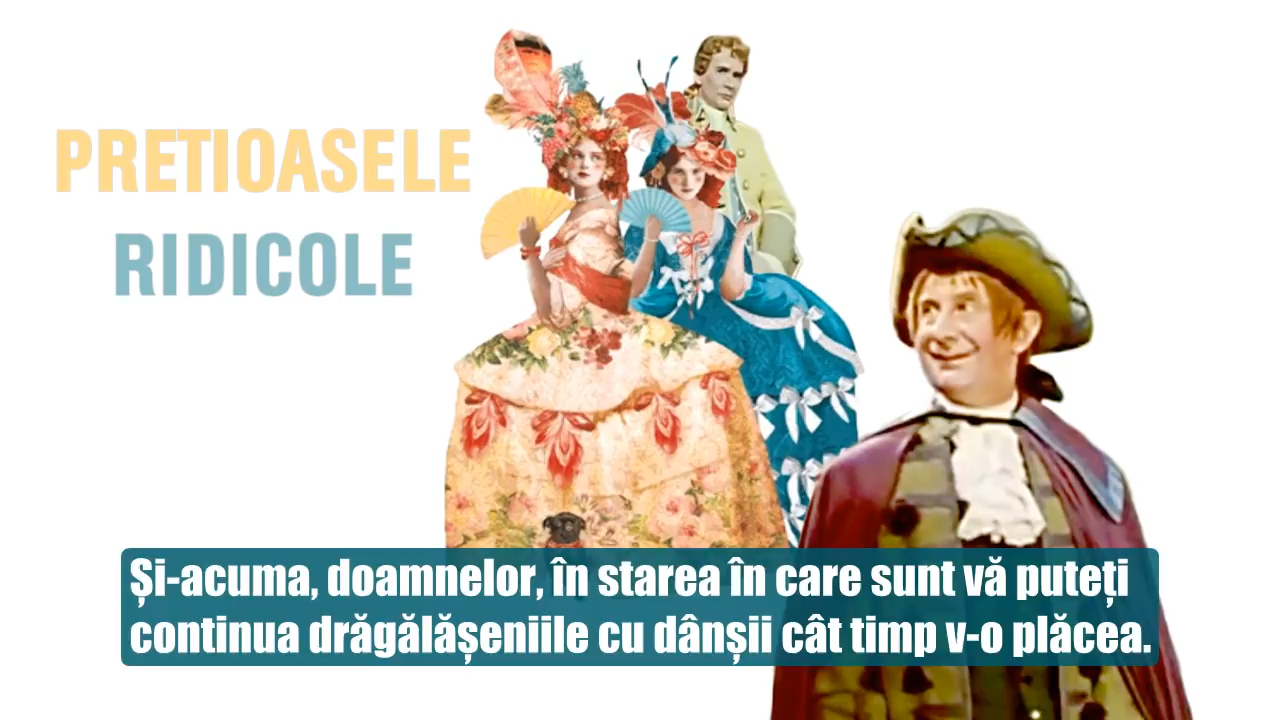 PRETIOASELE
RIDICOLE
Și-acuma, doamnelor, în starea în care sunt vă puteți
continua drăgălășeniile cu dânșii cât timp v-o plăcea.